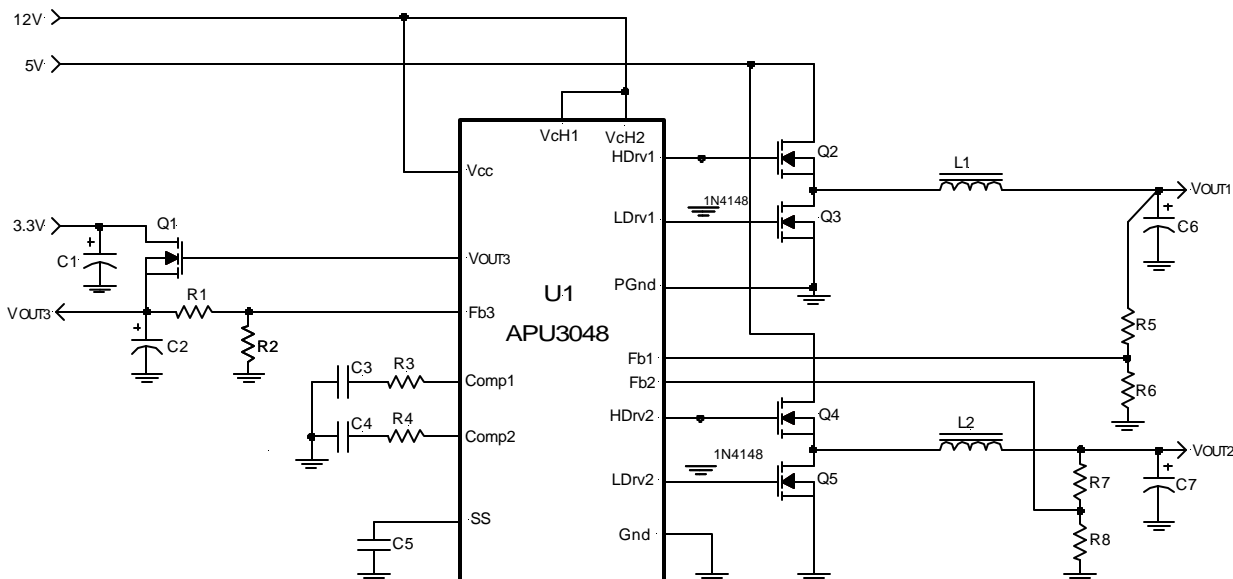 12V
5V
VcH1
VcH2
HDrv1
Q2
L1
Vcc
1N4148
VOUT1
LDrv1
Q3
C6
3.3V
Q1
C1
VOUT3
PGnd
U1
R1
VOUT3
Fb3
APU3048
R5
C2
R2
Fb1
C3
R3
Comp1
Fb2
R6
HDrv2
Q4
L2
C4
R4
Comp2
1N4148
VOUT2
LDrv2
Q5
R7
C7
SS
Gnd
C5
R8